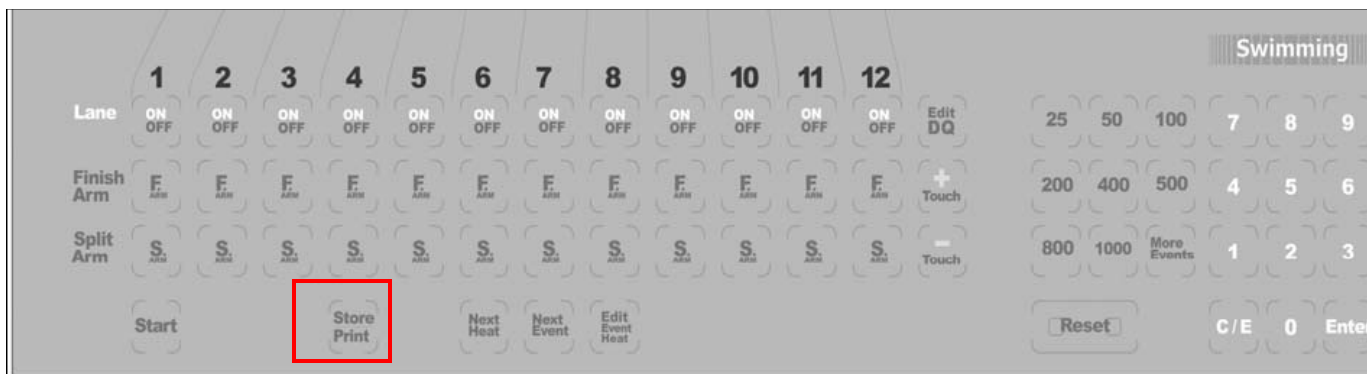 Swimming
1 2 3 4 5 6 7 8 9 10 11 12
Lane ON ON ON ON ON ON ON ON ON ON ON ON Edit 25 50 100 7 8 9
OFF OFF OFF OFF OFF OFF OFF OFF OFF OFF OFF OFF DQ
Finish F. F. F. F. F. F. F. F. F. F. F. F. + 200 400 500 4 5 6
Arm ARM ARM ARM ARM ARM ARM ARM ARM ARM ARM ARM ARM Touch
Split S. S. S. S. S. S. S. S. S. S. S. S. - 800 1000 More 1 2 3
Arm ARM ARM ARM ARM ARM ARM ARM ARM ARM ARM ARM ARM Touch Events
Start Store Next Next Edit Reset C/E 0 Enter
Print Heat Event Event
Heat